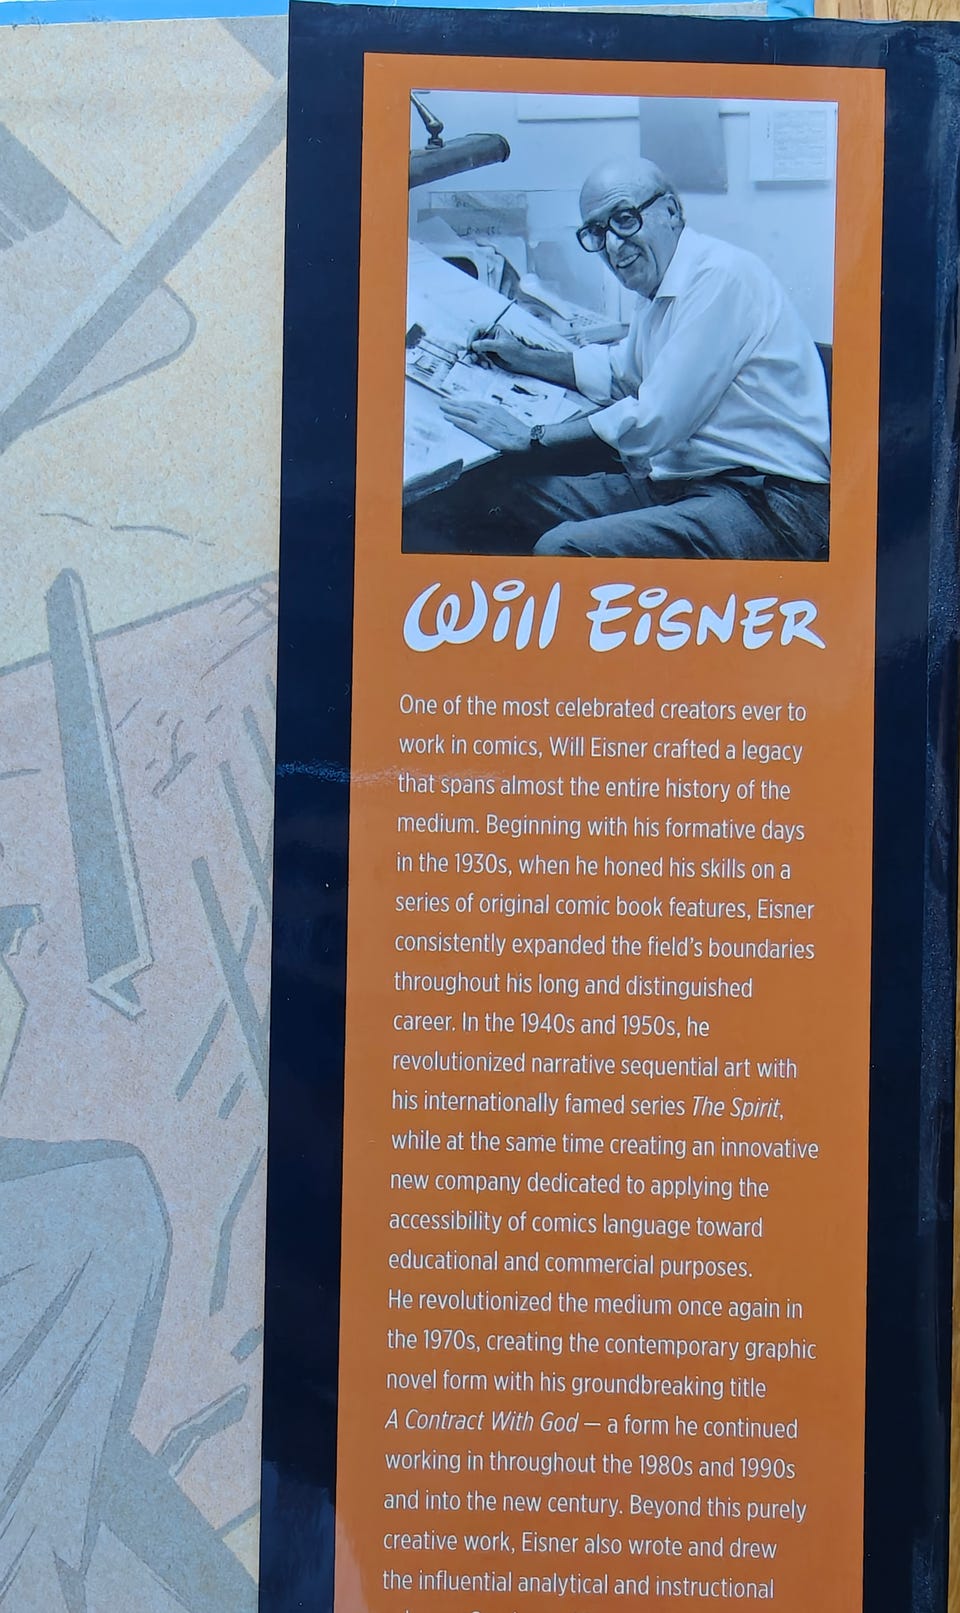 Will EiSNER
One of the most celebrated creators ever to
work in comics, Will Eisner crafted a legacy
that spans almost the entire history of the
medium. Beginning with his formative days
in the 1930s, when he honed his skills on a
series of original comic book features, Eisner
consistently expanded the field's boundaries
throughout his long and distinguished
career. In the 1940s and 1950s, he
revolutionized narrative sequential art with
his internationally famed series The Spirit,
while at the same time creating an innovative
new company dedicated to applying the
accessibility of comics language toward
educational and commercial purposes.
He revolutionized the medium once again in
the 1970s, creating the contemporary graphic
novel form with his groundbreaking title
A Contract With God — a form he continued
working in throughout the 1980s and 1990s
and into the new century. Beyond this purely
creative work, Eisner also wrote and drew
the influential analytical and instructional